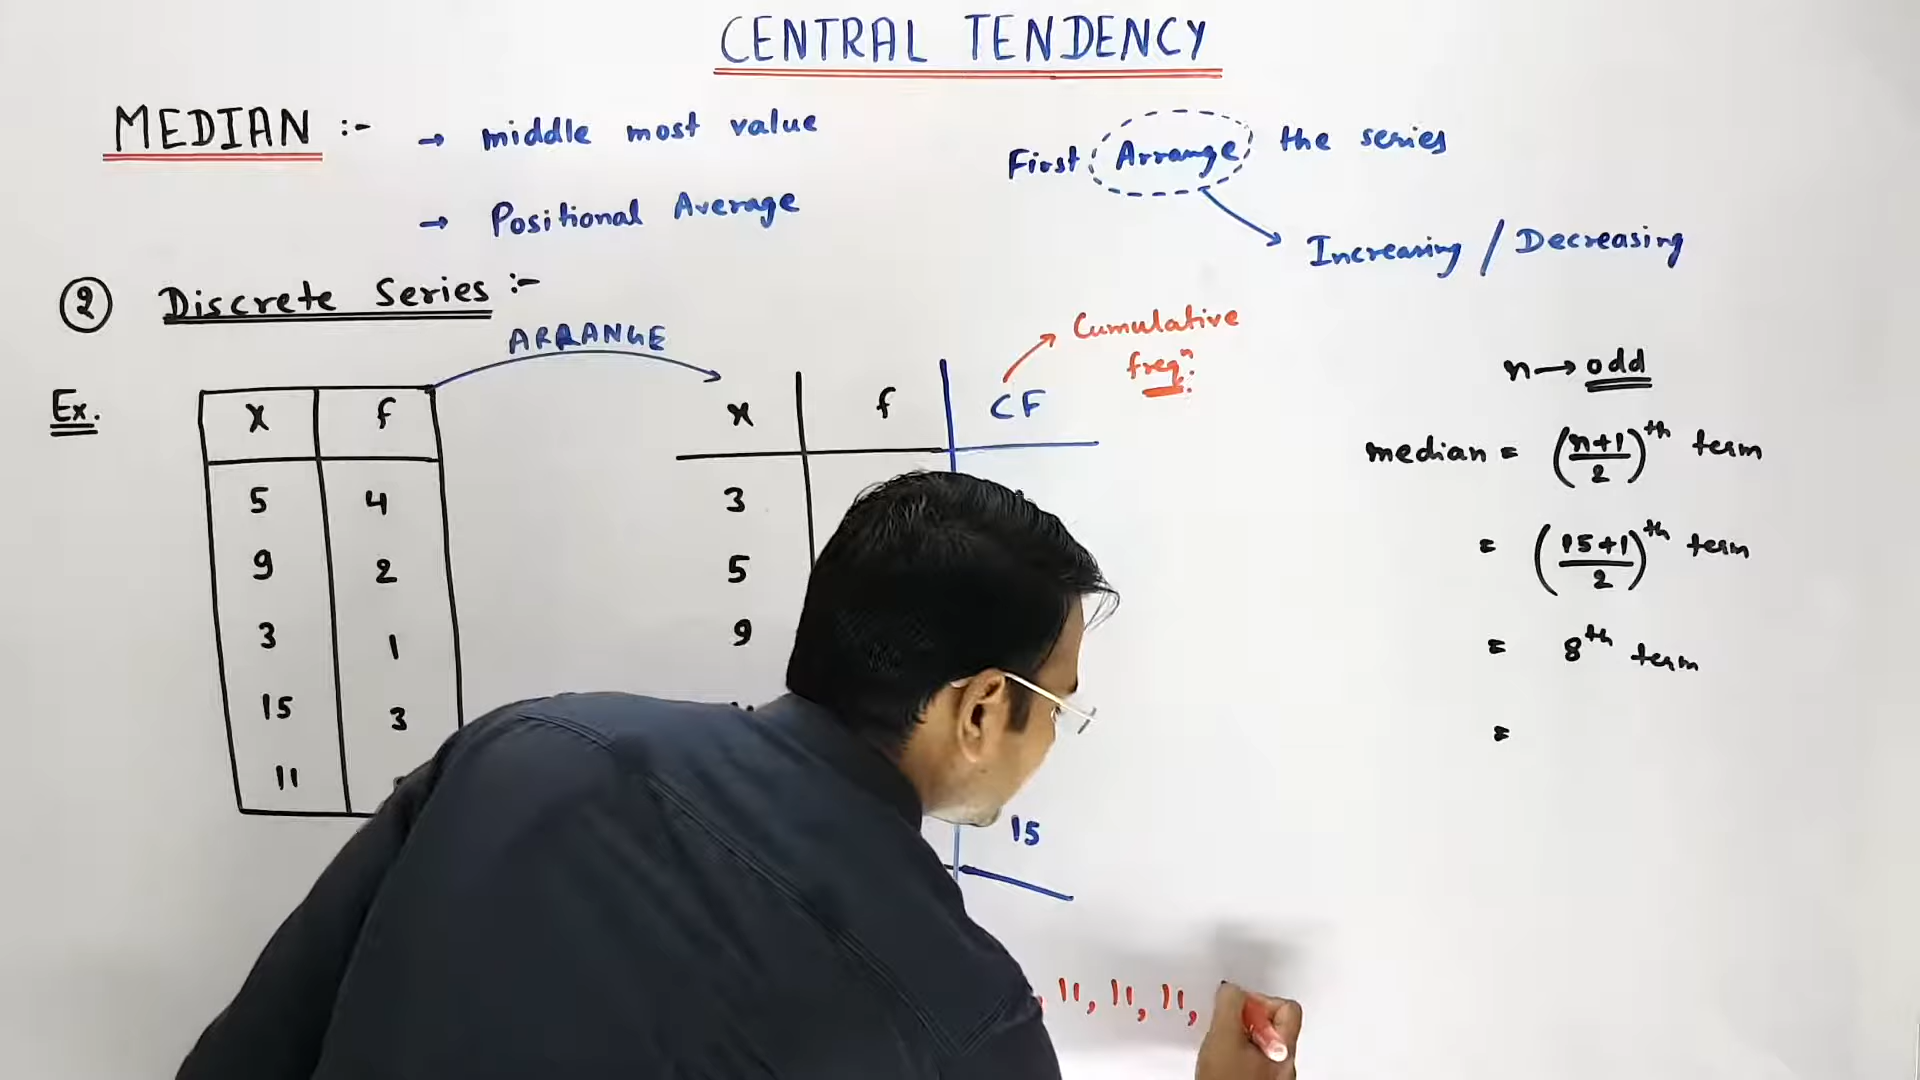 CENTRAL TENDENCY
MEDIAN :-
→ middle most value
→ Positional Average
First Arrange the series
Increasing / Decreasing
② Discrete Series :-
ARRANGE
Cumulative
freqⁿ.
Ex.
X f
5 4
9 2
3 1
15 3
11
x f CF
3
5
9
15
11, 11, 11,
n → odd
median = (n+1/2)th term
= (15+1/2)th term
= 8th term
=